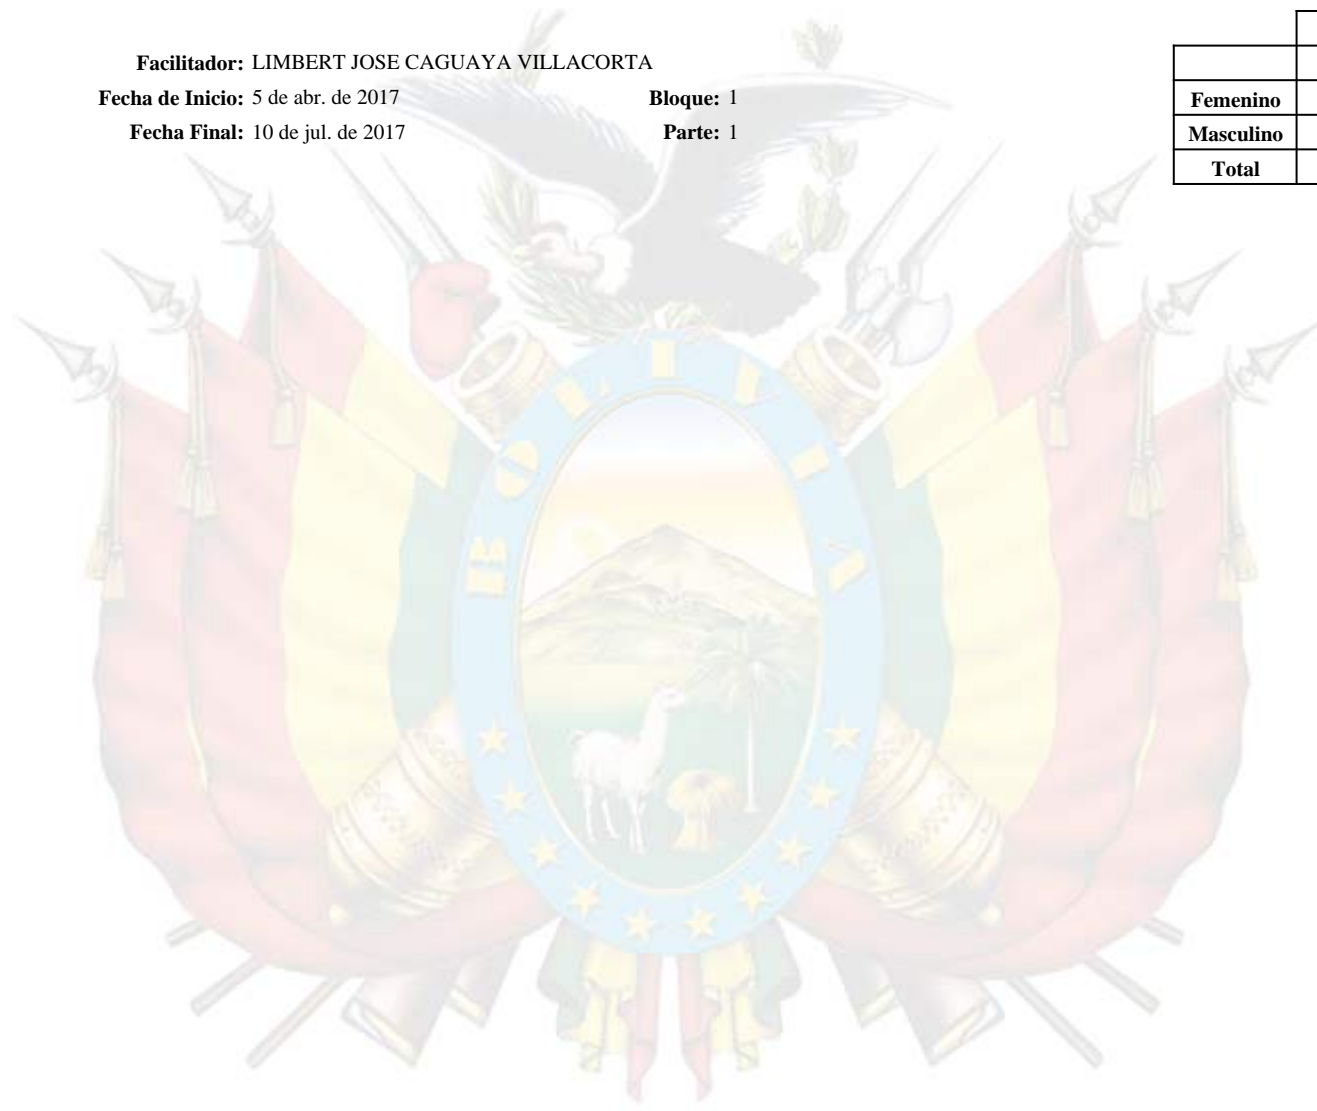 Facilitador: LIMBERT JOSE CAGUAYA VILLACORTA
Fecha de Inicio: 5 de abr. de 2017 Bloque: 1
Fecha Final: 10 de jul. de 2017 Parte: 1
Femenino
Masculino
Total
BOLIVIA